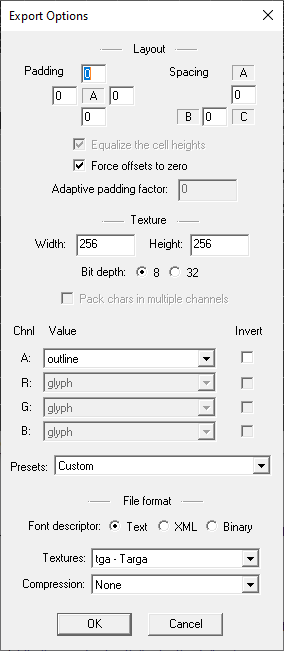 Export Options
Layout
Padding 0 Spacing A
0 A 0 0
0 B 0 C
Equalize the cell heights
Force offsets to zero
Adaptive padding factor: 0
Texture
Width: 256 Height: 256
Bit depth: 8 32
Pack chars in multiple channels
Chnl Value Invert
A: outline
R: glyph
G: glyph
B: glyph
Presets: Custom
File format
Font descriptor: Text XML Binary
Textures: tga - Targa
Compression: None
OK Cancel